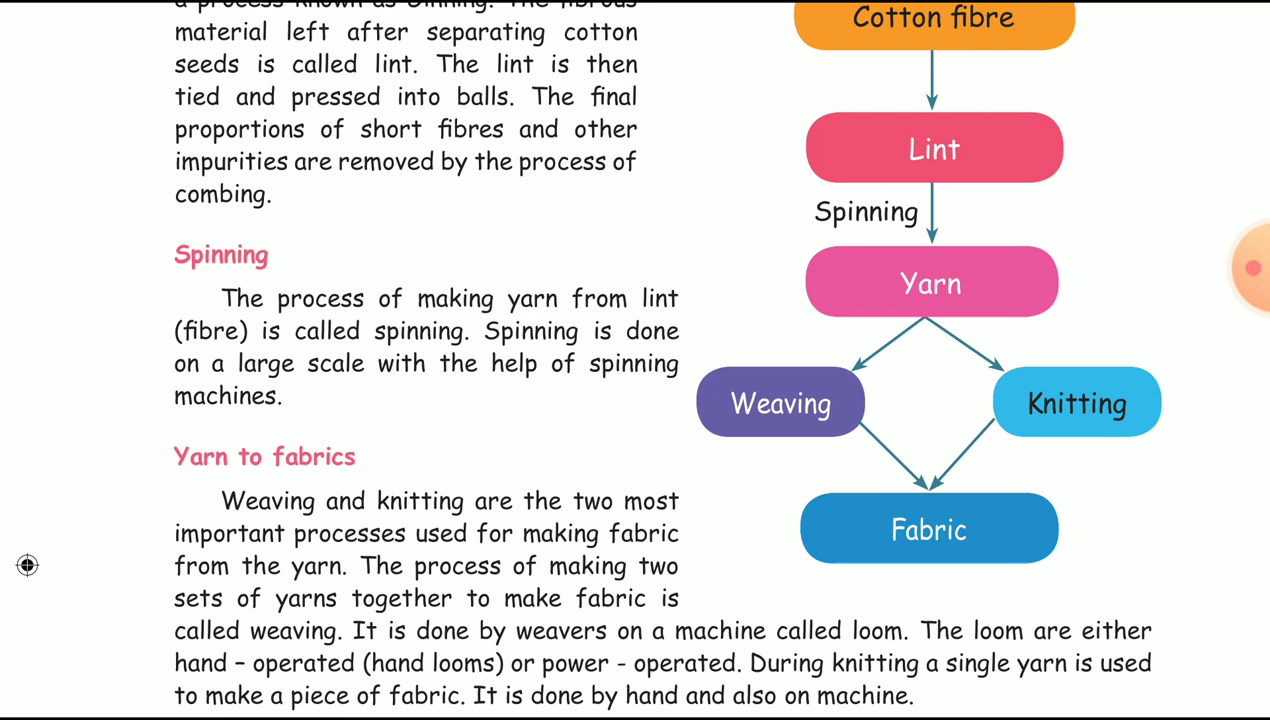 a process known as Ginning. The fibrous
material left after separating cotton
seeds is called lint. The lint is then
tied and pressed into balls. The final
proportions of short fibres and other
impurities are removed by the process of
combing.
Spinning
The process of making yarn from lint
(fibre) is called spinning. Spinning is done
on a large scale with the help of spinning
machines.
Yarn to fabrics
Weaving and knitting are the two most
important processes used for making fabric
from the yarn. The process of making two
sets of yarns together to make fabric is
called weaving. It is done by weavers on a machine called loom. The loom are either
hand – operated (hand looms) or power - operated. During knitting a single yarn is used
to make a piece of fabric. It is done by hand and also on machine.
Cotton fibre
Lint
Spinning
Yarn
Weaving
Knitting
Fabric